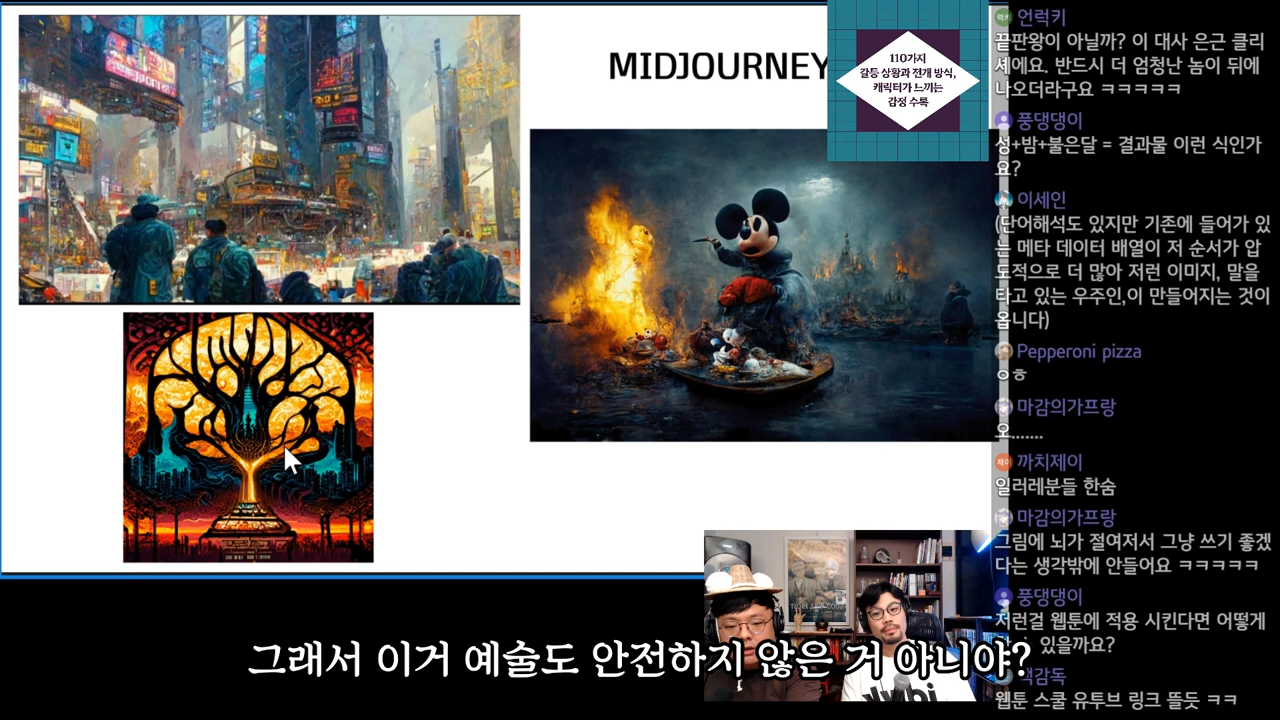 MIDJOURNEY
110가지
갈등 상황과 전개 방식,
캐릭터가 느끼는
감정 수록
언럭키
끝판왕이 아닐까? 이 대사 은근 클리
셰에요. 반드시 더 엄청난 놈이 뒤에
나오더라구요 ㅋㅋㅋㅋㅋ
풍댕댕이
성+밤+불은달 = 결과물 이런 식인가
요?
이세인
(단어해석도 있지만 기존에 들어가 있
는 메타 데이터 배열이 저 순서가 압
도적으로 더 많아 저런 이미지, 말을
타고 있는 우주인,이 만들어지는 것이
옵니다)
Pepperoni pizza
ㅇㅎ
마감의가프랑
오.......
까치제이
일러레분들 한숨
마감의가프랑
그림에 뇌가 절여저서 그냥 쓰기 좋겠
다는 생각밖에 안들어요 ㅋㅋㅋㅋㅋ
풍댕댕이
저런걸 웹툰에 적용 시킨다면 어떻게
있을까요?
책감독
웹툰 스쿨 유투브 링크 뜰듯 ㅋㅋ
그래서 이거 예술도 안전하지 않은 거 아니야?